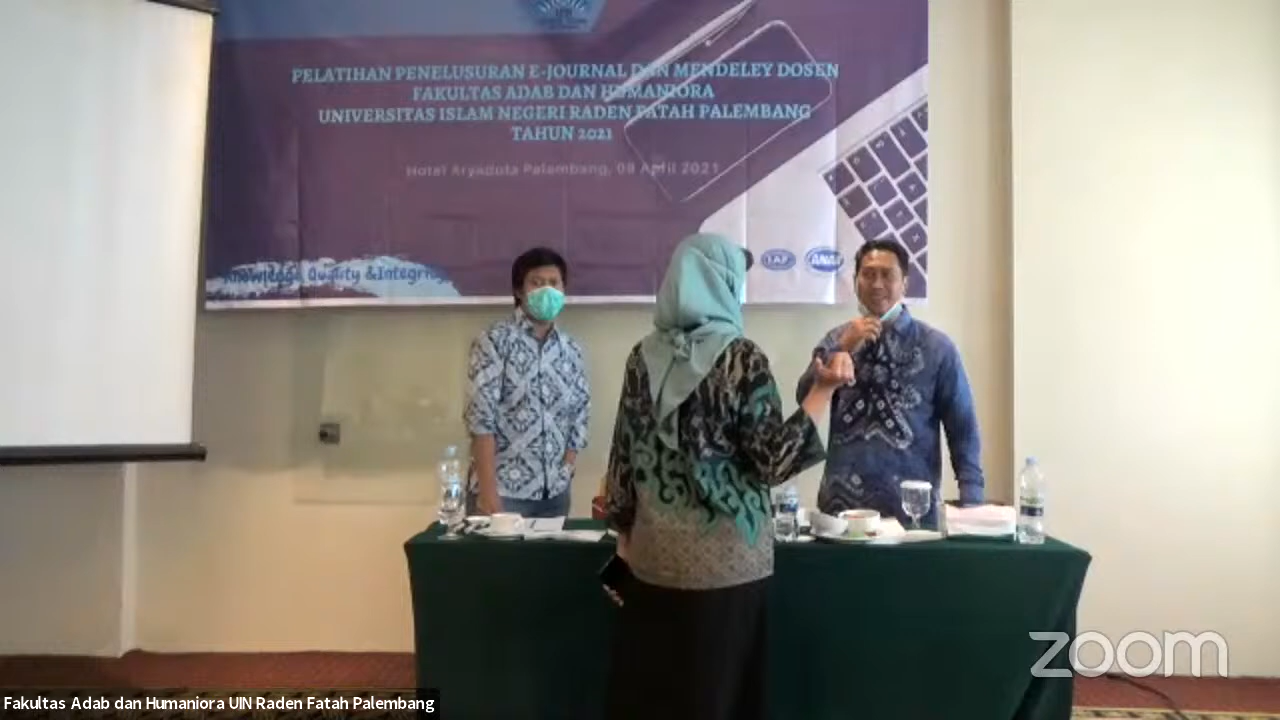 PELATIHAN PENELUSURAN E-JOURNAL DAN MENDELEY DOSEN
FAKULTAS ADAB DAN HUMANIORA
UNIVERSITAS ISLAM NEGERI RADEN FATAH PALEMBANG
TAHUN 2021
Hotel Aryaduta Palembang, 08 April 2021
Knowledge, Quality & Integrity
IAF
zoom
Fakultas Adab dan Humaniora UIN Raden Fatah Palembang